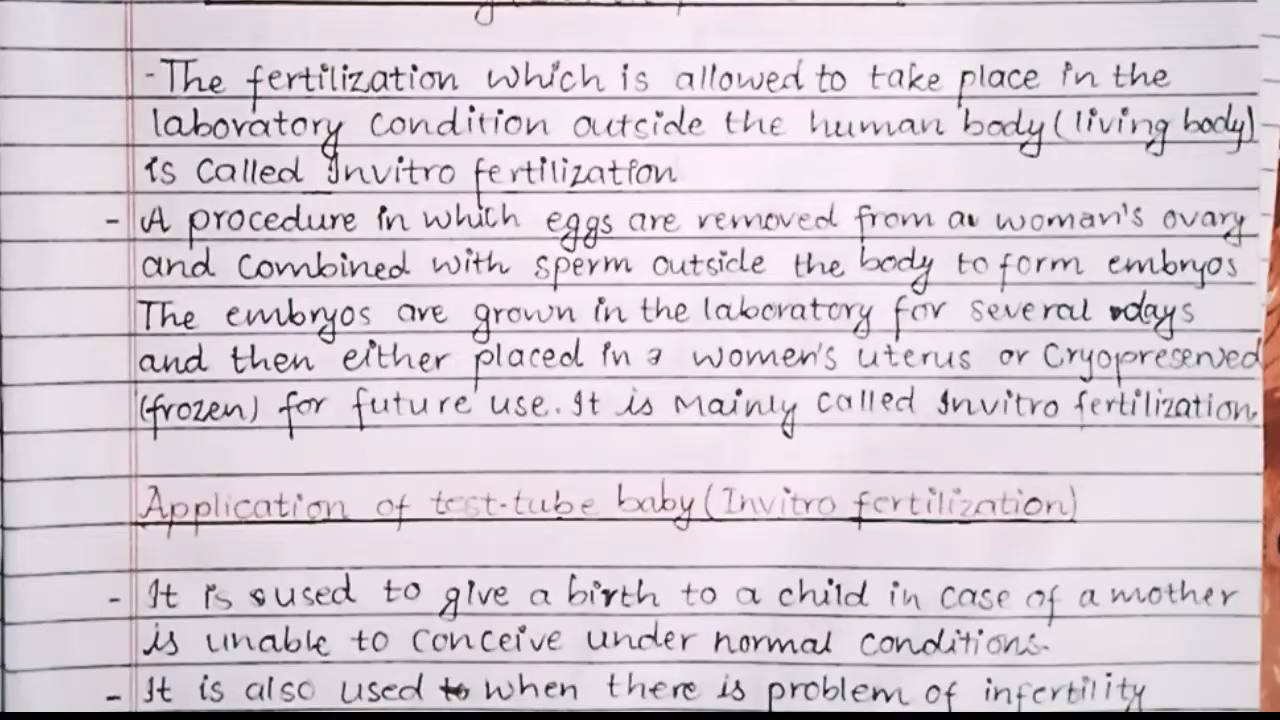 -The fertilization which is allowed to take place in the
laboratory condition outside the human body (living body)
is called Invitro fertilization
- A procedure in which eggs are removed from a woman's ovary
and combined with sperm outside the body to form embryos
The embryos are grown in the laboratory for several days
and then either placed in a women's uterus or Cryopreserved
(frozen) for future use. It is mainly called Invitro fertilization.
Application of test-tube baby (Invitro fertilization)
- It is used to give a birth to a child in case of a mother
is unable to conceive under normal conditions.
- It is also used to when there is problem of infertility